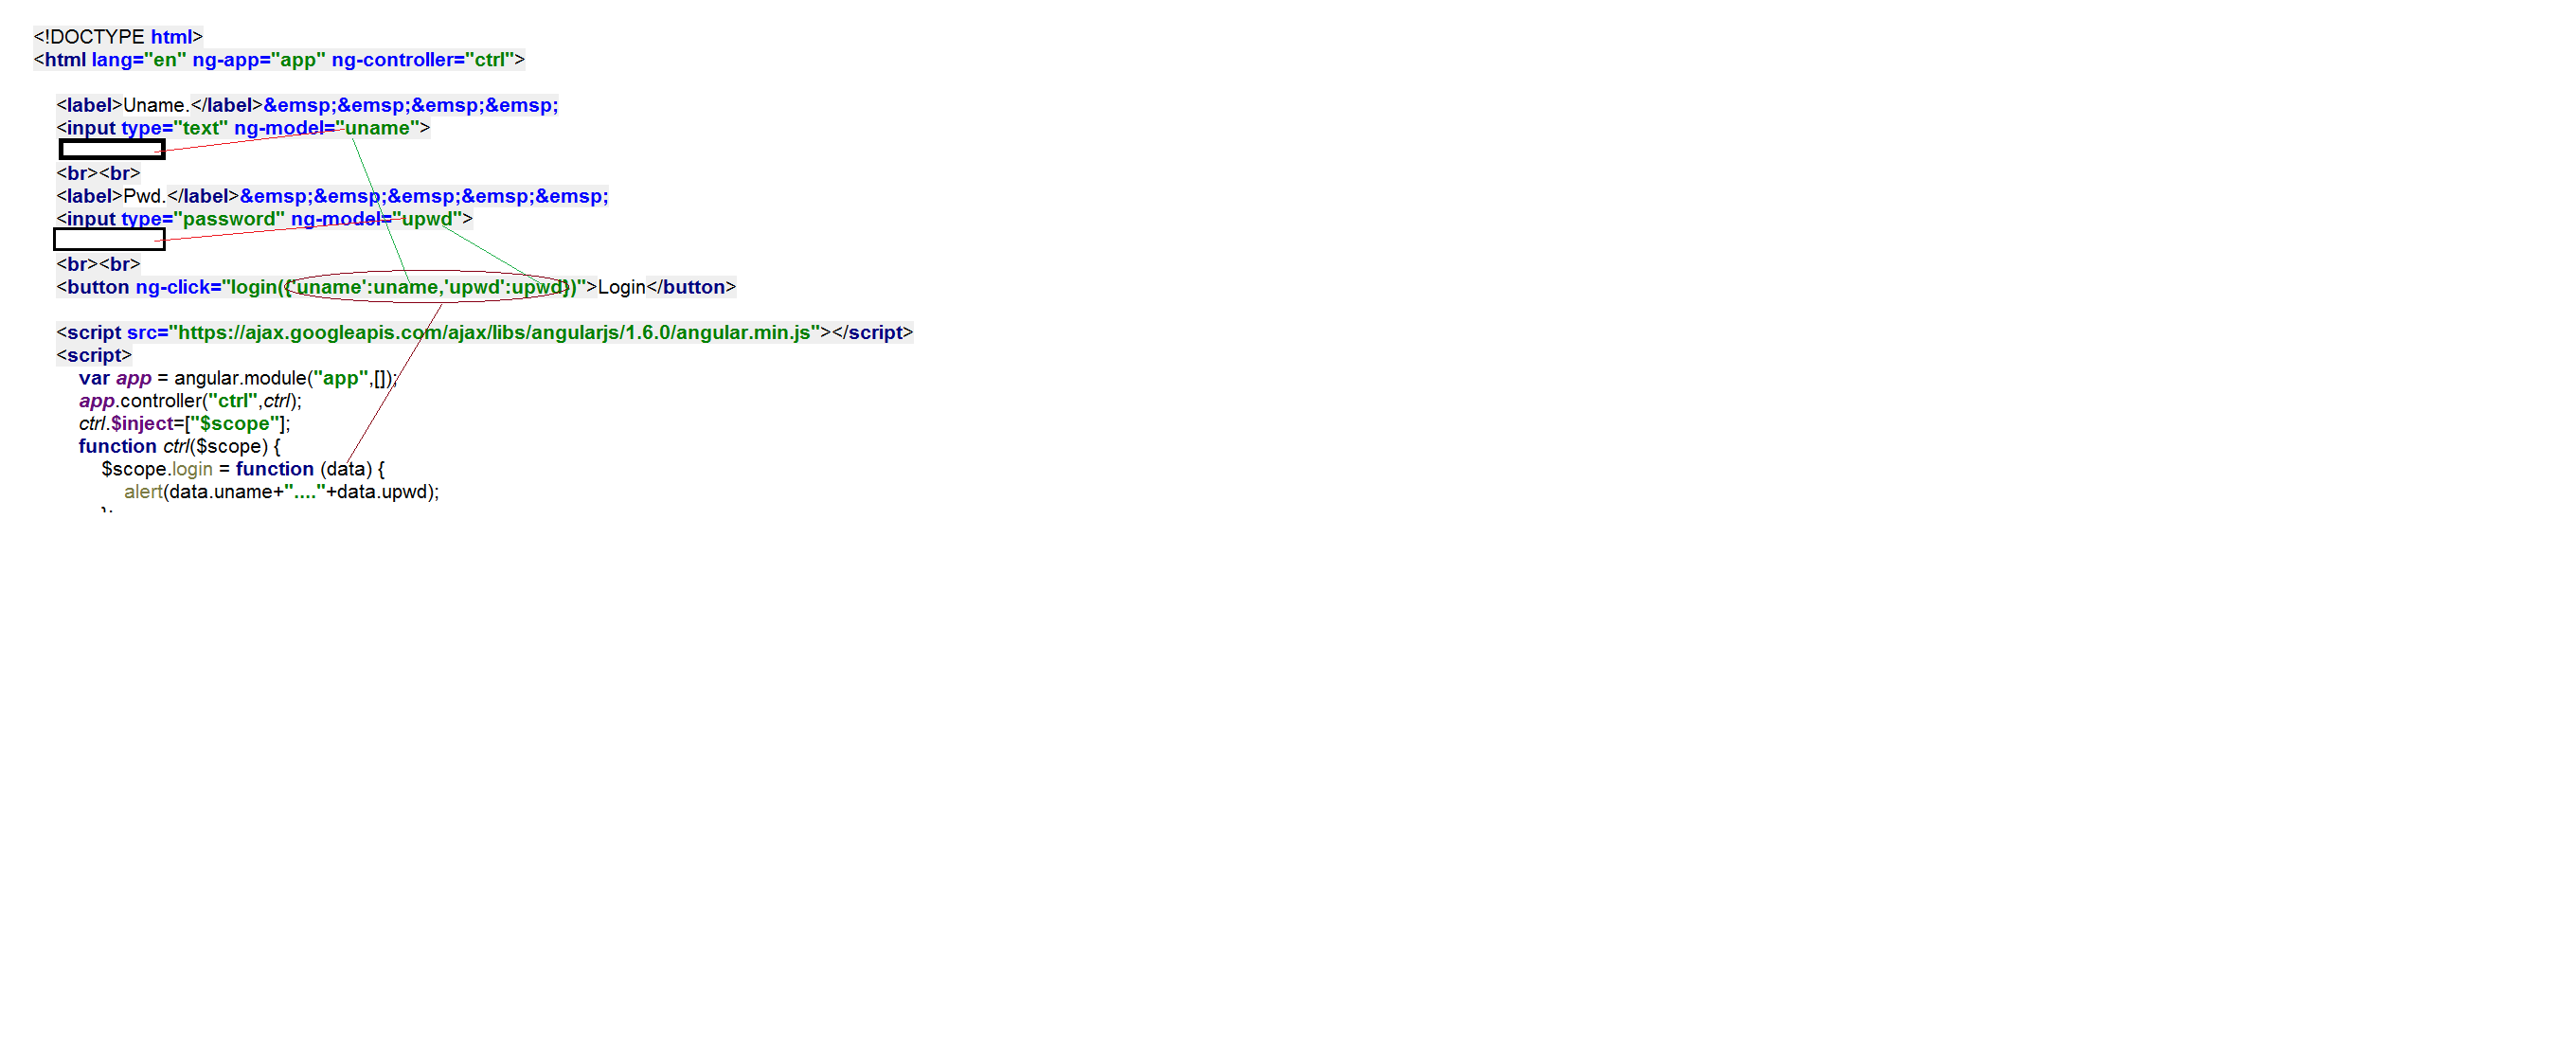 <!DOCTYPE html>
<html lang="en" ng-app="app" ng-controller="ctrl">
<label>Uname.</label>&emsp;&emsp;&emsp;&emsp;
<input type="text" ng-model="uname">
<br><br>
<label>Pwd.</label>&emsp;&emsp;&emsp;&emsp;&emsp;
<input type="password" ng-model="upwd">
<br><br>
<button ng-click="login({'uname':uname,'upwd':upwd})">Login</button>
<script src="https://ajax.googleapis.com/ajax/libs/angularjs/1.6.0/angular.min.js"></script>
<script>
var app = angular.module("app",[]);
app.controller("ctrl",ctrl);
ctrl.$inject=["$scope"];
function ctrl($scope) {
$scope.login = function (data) {
alert(data.uname+"...."+data.upwd);